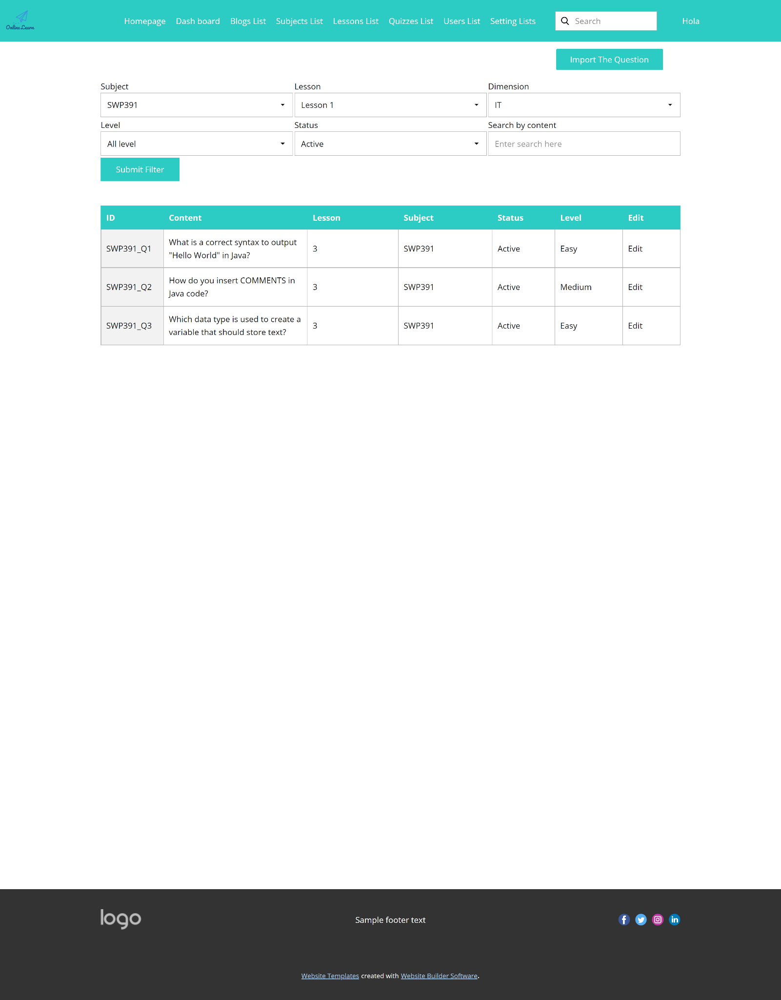 Online Learn
Homepage Dash board Blogs List Subjects List Lessons List Quizzes List Users List Setting Lists Search Hola
Import The Question
Subject Lesson Dimension
SWP391 Lesson 1 IT
Level Status Search by content
All level Active Enter search here
Submit Filter
ID Content Lesson Subject Status Level Edit
SWP391_Q1 What is a correct syntax to output "Hello World" in Java? 3 SWP391 Active Easy Edit
SWP391_Q2 How do you insert COMMENTS in Java code? 3 SWP391 Active Medium Edit
SWP391_Q3 Which data type is used to create a variable that should store text? 3 SWP391 Active Easy Edit
logo Sample footer text
Website Templates created with Website Builder Software.